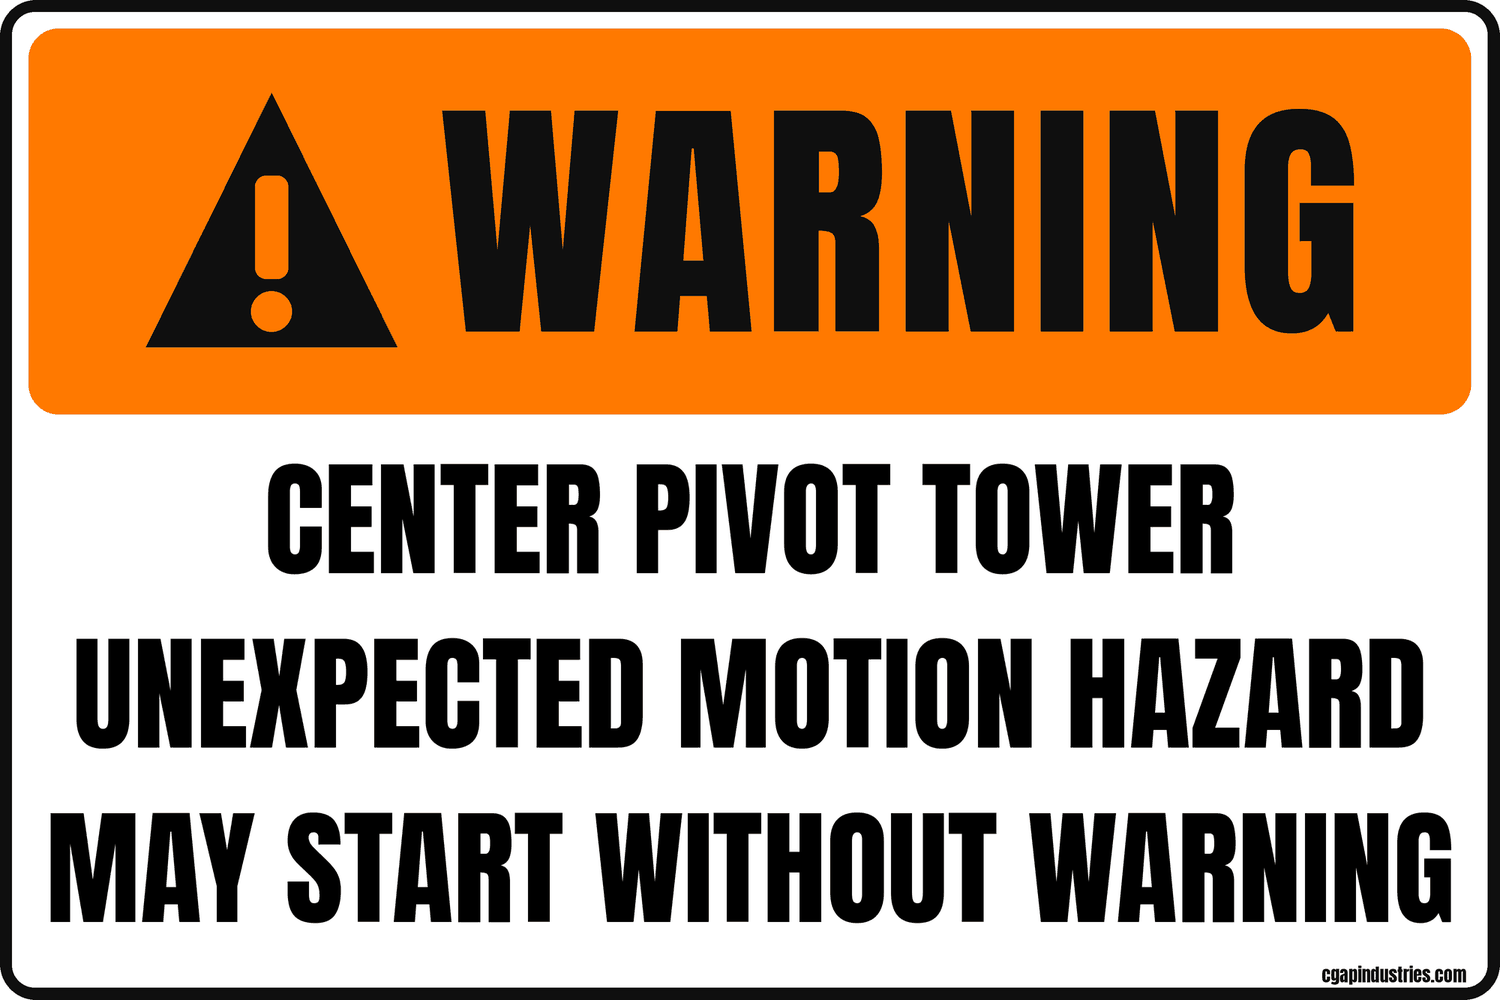 WARNING
CENTER PIVOT TOWER
UNEXPECTED MOTION HAZARD
MAY START WITHOUT WARNING
cgapindustries.com